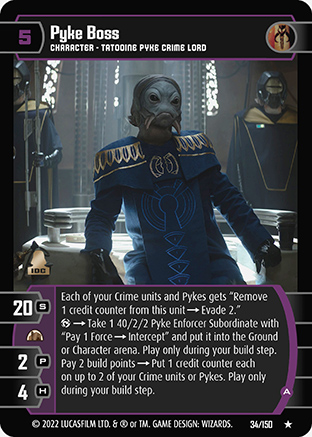 5
Pyke Boss
CHARACTER - TATOOINE PYKE CRIME LORD
IDC
20 S
2 P
4 H
Each of your Crime units and Pykes gets “Remove
1 credit counter from this unit → Evade 2.”
→ Take 1 40/2/2 Pyke Enforcer Subordinate with
“Pay 1 Force → Intercept” and put it into the Ground
or Character arena. Play only during your build step.
Pay 2 build points → Put 1 credit counter each
on up to 2 of your Crime units or Pykes. Play only
during your build step.
A
© 2022 LUCASFILM LTD. & ® or TM. GAME DESIGN: WIZARDS.
34/150 ★